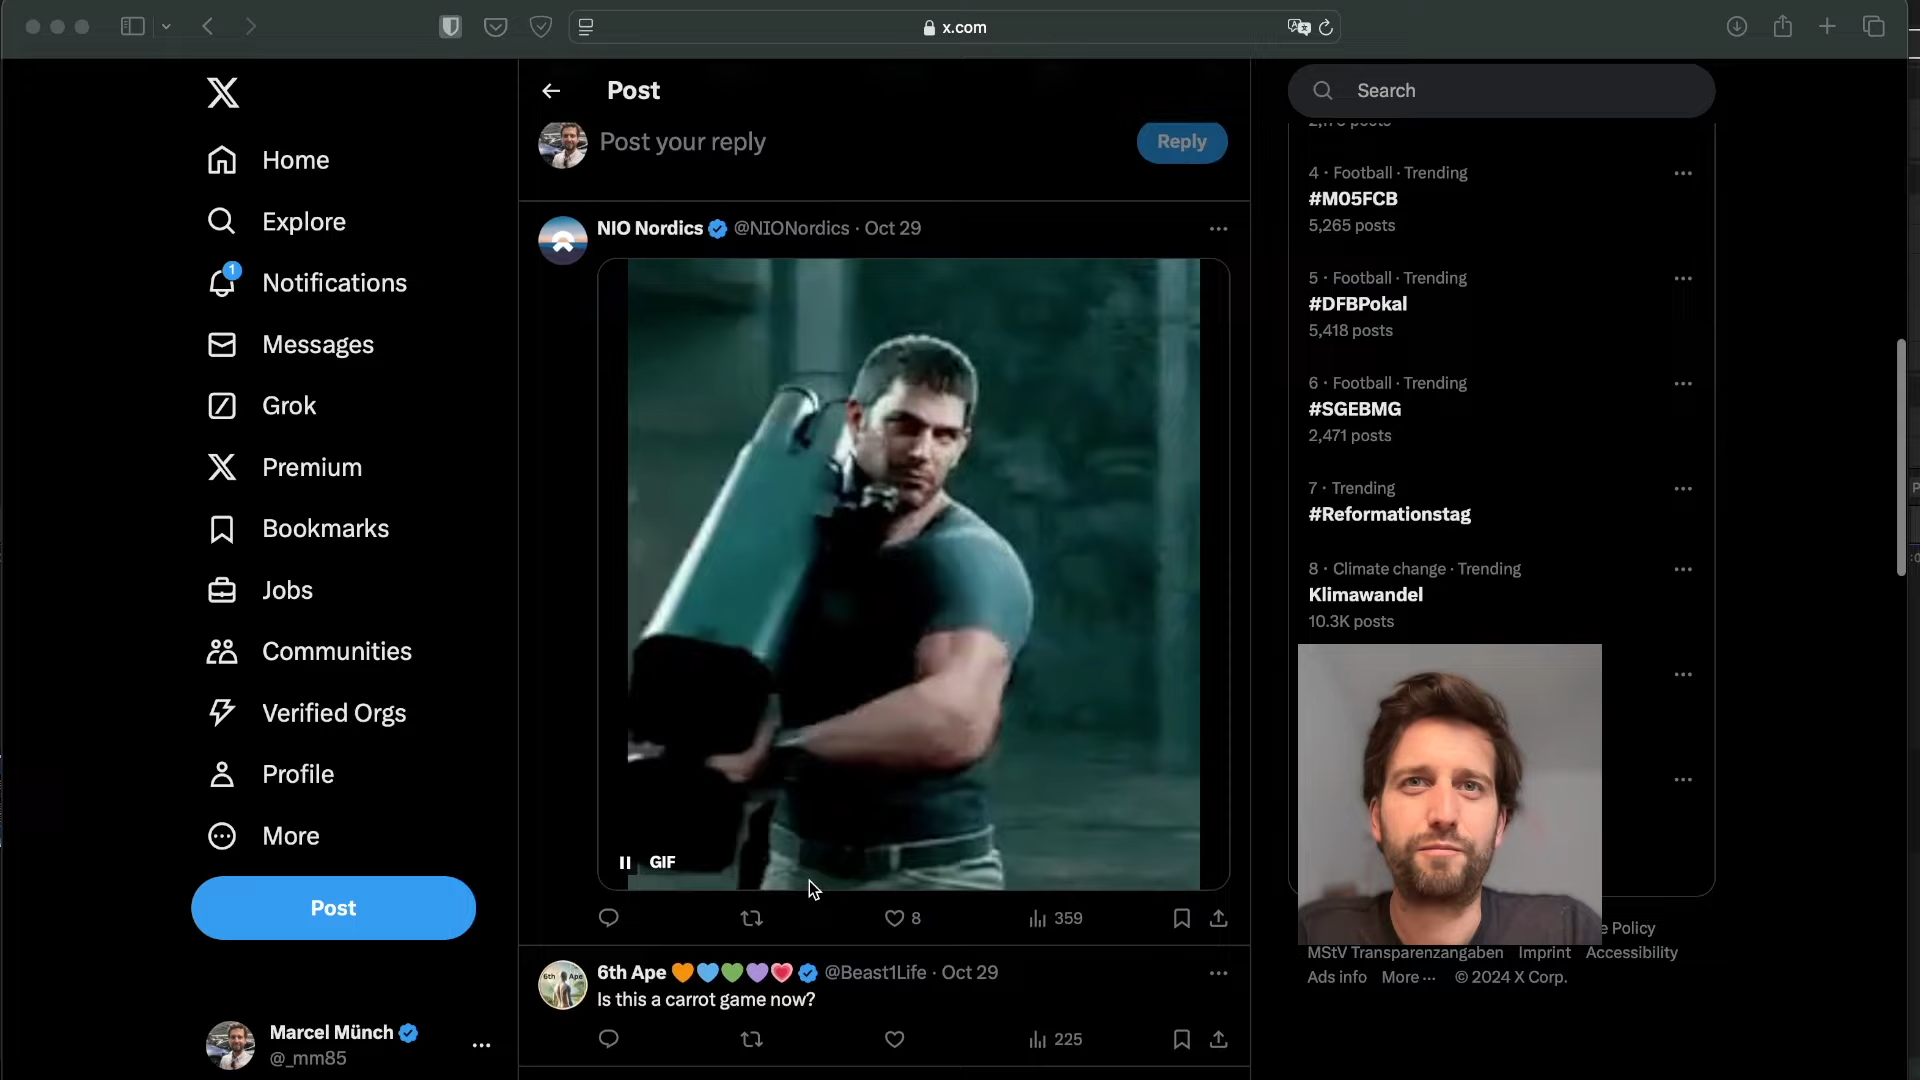 x.com
Home
Explore
1
Notifications
Messages
Grok
Premium
Bookmarks
Jobs
Communities
Verified Orgs
Profile
More
Post
Marcel Münch
@_mm85
Post
Post your reply
Reply
NIO Nordics @NIONordics · Oct 29
GIF
8
359
6th Ape 🧡💙💚💜💗 @Beast1Life · Oct 29
Is this a carrot game now?
225
Search
4 · Football · Trending
#M05FCB
5,265 posts
5 · Football · Trending
#DFBPokal
5,418 posts
6 · Football · Trending
#SGEBMG
2,471 posts
7 · Trending
#Reformationstag
8 · Climate change · Trending
Klimawandel
10.3K posts
Policy
MStV Transparenzangaben Imprint Accessibility
Ads info More ··· © 2024 X Corp.